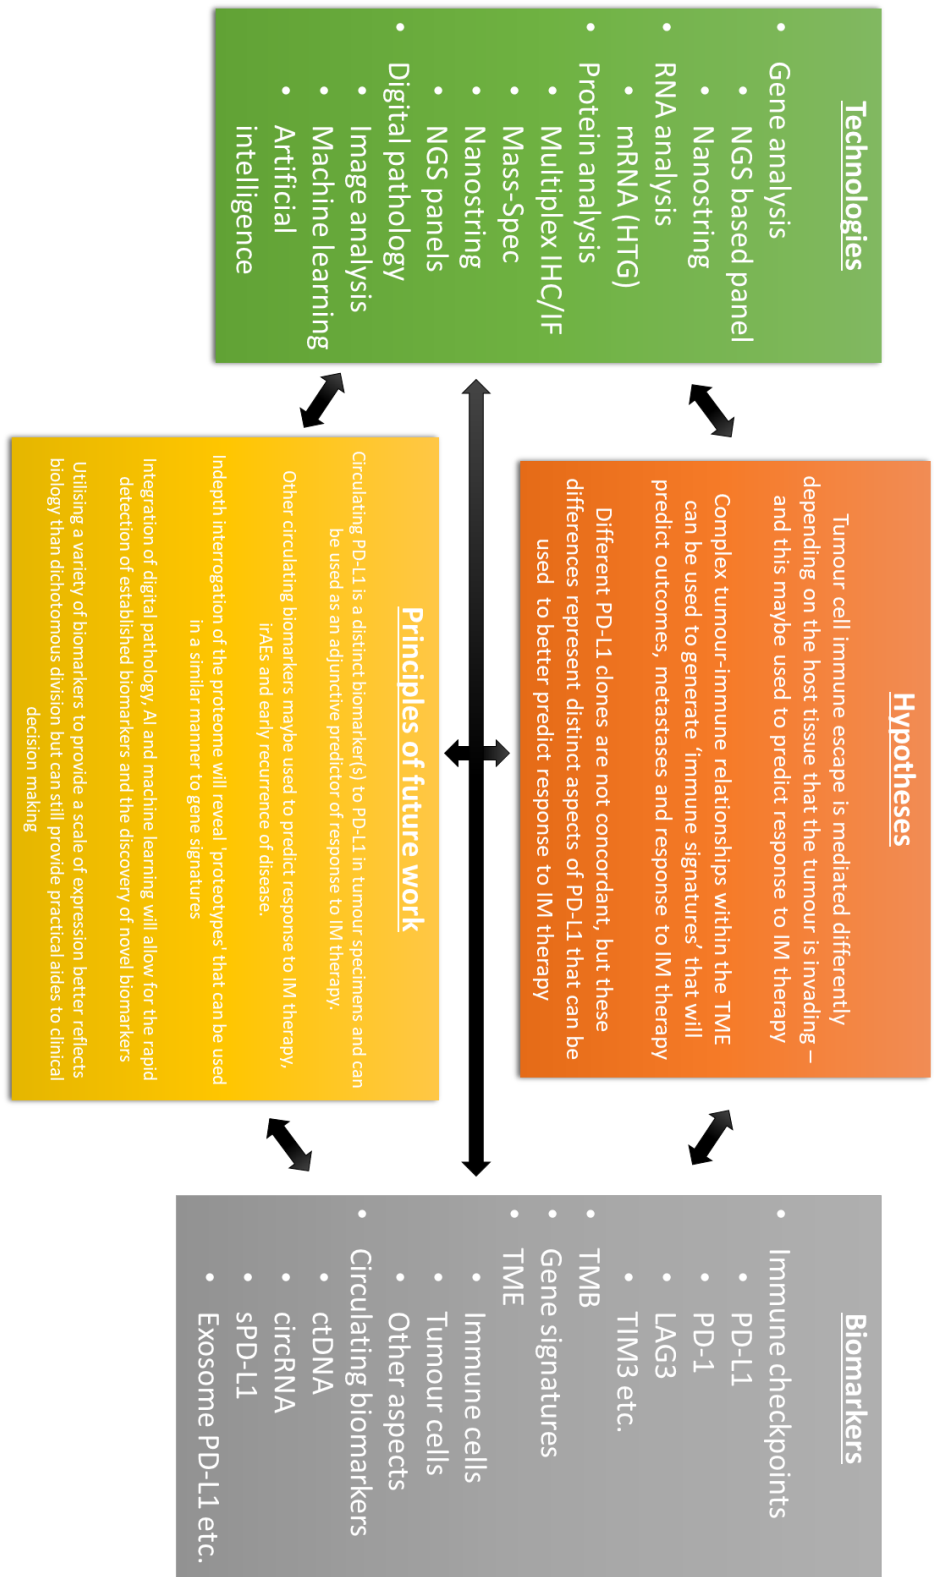 Technologies
• Gene analysis
• NGS based panel
• Nanostring
• RNA analysis
• mRNA (HTG)
• Protein analysis
• Multiplex IHC/IF
• Mass-Spec
• Nanostring
• NGS panels
• Digital pathology
• Image analysis
• Machine learning
• Artificial
intelligence
Hypotheses
Tumour cell immune escape is mediated differently
depending on the host tissue that the tumour is invading –
and this maybe used to predict response to IM therapy
Complex tumour-immune relationships within the TME
can be used to generate ‘immune signatures’ that will
predict outcomes, metastases and response to IM therapy
Different PD-L1 clones are not concordant, but these
differences represent distinct aspects of PD-L1 that can be
used to better predict response to IM therapy
Principles of future work
Circulating PD-L1 is a distinct biomarker(s) to PD-L1 in tumour specimens and can
be used as an adjunctive predictor of response to IM therapy.
Other circulating biomarkers maybe used to predict response to IM therapy,
irAEs and early recurrence of disease.
Indepth interrogation of the proteome will reveal 'proteotypes' that can be used
in a similar manner to gene signatures
Integration of digital pathology, AI and machine learning will allow for the rapid
detection of established biomarkers and the discovery of novel biomarkers
Utilising a variety of biomarkers to provide a scale of expression better reflects
biology than dichotomous division but can still provide practical aides to clinical
decision making
Biomarkers
• Immune checkpoints
• PD-L1
• PD-1
• LAG3
• TIM3 etc.
• TMB
• Gene signatures
• TME
• Immune cells
• Tumour cells
• Other aspects
• Circulating biomarkers
• ctDNA
• circRNA
• sPD-L1
• Exosome PD-L1 etc.